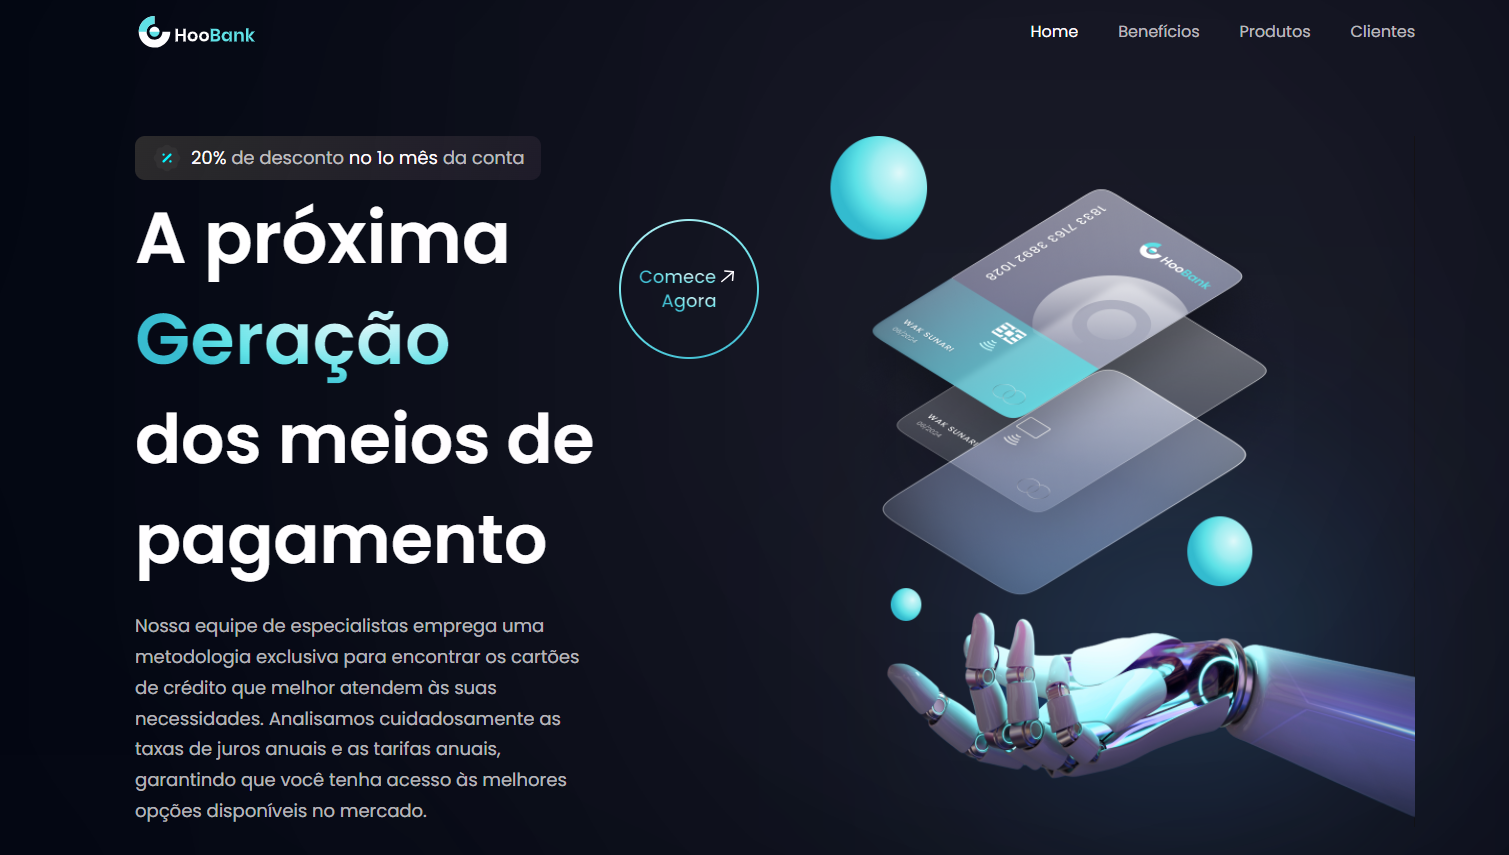 HooBank
Home
Benefícios
Produtos
Clientes
20% de desconto no 1o mês da conta
A próxima
Geração
dos meios de
pagamento
Comece
Agora
Nossa equipe de especialistas emprega uma
metodologia exclusiva para encontrar os cartões
de crédito que melhor atendem às suas
necessidades. Analisamos cuidadosamente as
taxas de juros anuais e as tarifas anuais,
garantindo que você tenha acesso às melhores
opções disponíveis no mercado.
1833 7163 3892 1028
HooBank
WAK SUNARI
08/2024
WAK SUNARI
08/2024